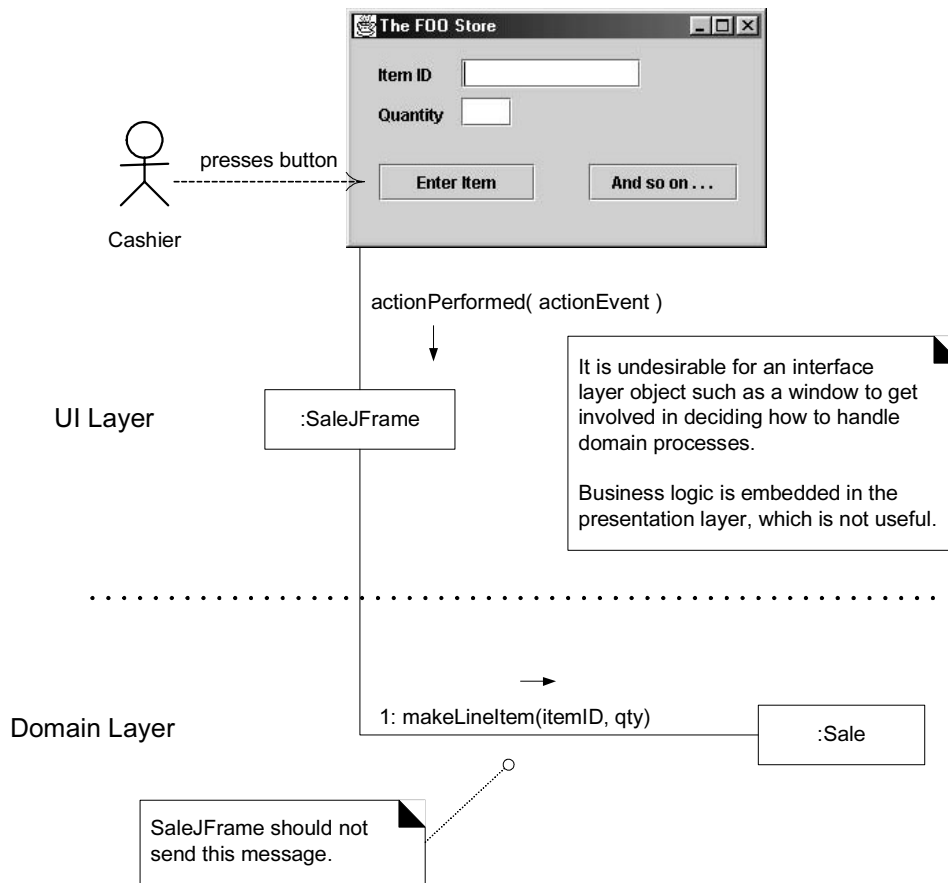 The FOO Store
Item ID
Quantity
presses button
Enter Item
And so on . . .
Cashier
actionPerformed( actionEvent )
It is undesirable for an interface
layer object such as a window to get
involved in deciding how to handle
domain processes.
Business logic is embedded in the
presentation layer, which is not useful.
UI Layer
:SaleJFrame
1: makeLineItem(itemID, qty)
Domain Layer
:Sale
SaleJFrame should not
send this message.